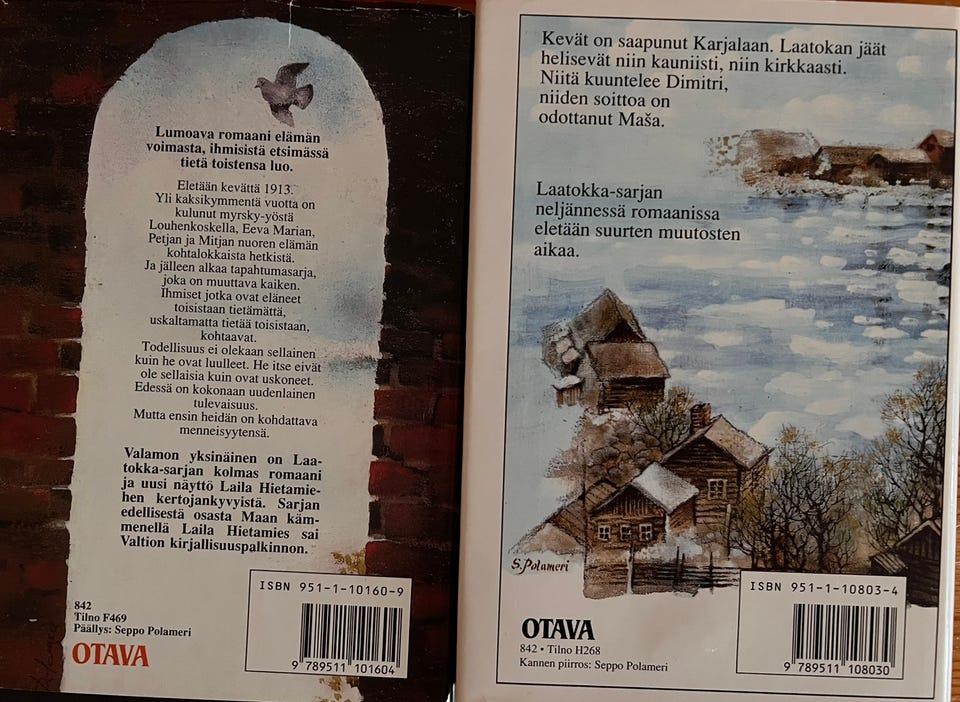 Lumoava romaani elämän
voimasta, ihmisistä etsimässä
tietä toistensa luo.
Eletään kevättä 1913.
Yli kaksikymmentä vuotta on
kulunut myrsky-yöstä
Louhenkoskella, Eeva Marian,
Petjan ja Mitjan nuoren elämän
kohtalokkaista hetkistä.
Ja jälleen alkaa tapahtumasarja,
joka on muuttava kaiken.
Ihmiset jotka ovat eläneet
toisistaan tietämättä,
uskaltamatta tietää toisistaan,
kohtaavat.
Todellisuus ei olekaan sellainen
kuin he ovat luulleet. He itse eivät
ole sellaisia kuin ovat uskoneet.
Edessä on kokonaan uudenlainen
tulevaisuus.
Mutta ensin heidän on kohdattava
menneisyytensä.
Valamon yksinäinen on Laa-
tokka-sarjan kolmas romaani
ja uusi näyttö Laila Hietamie-
hen kertojankyvyistä. Sarjan
edellisestä osasta Maan käm-
menellä Laila Hietamies sai
Valtion kirjallisuuspalkinnon.
842
Tilno F469
Päällys: Seppo Polameri
OTAVA
ISBN 951-1-10160-9
9 789511 101604
Kevät on saapunut Karjalaan. Laatokan jäät
helisevät niin kauniisti, niin kirkkaasti.
Niitä kuuntelee Dimitri,
niiden soittoa on
odottanut Maša.
Laatokka-sarjan
neljännessä romaanissa
eletään suurten muutosten
aikaa.
S. Polameri
OTAVA
842 • Tilno H268
Kannen piirros: Seppo Polameri
ISBN 951-1-10803-4
9 789511 108030